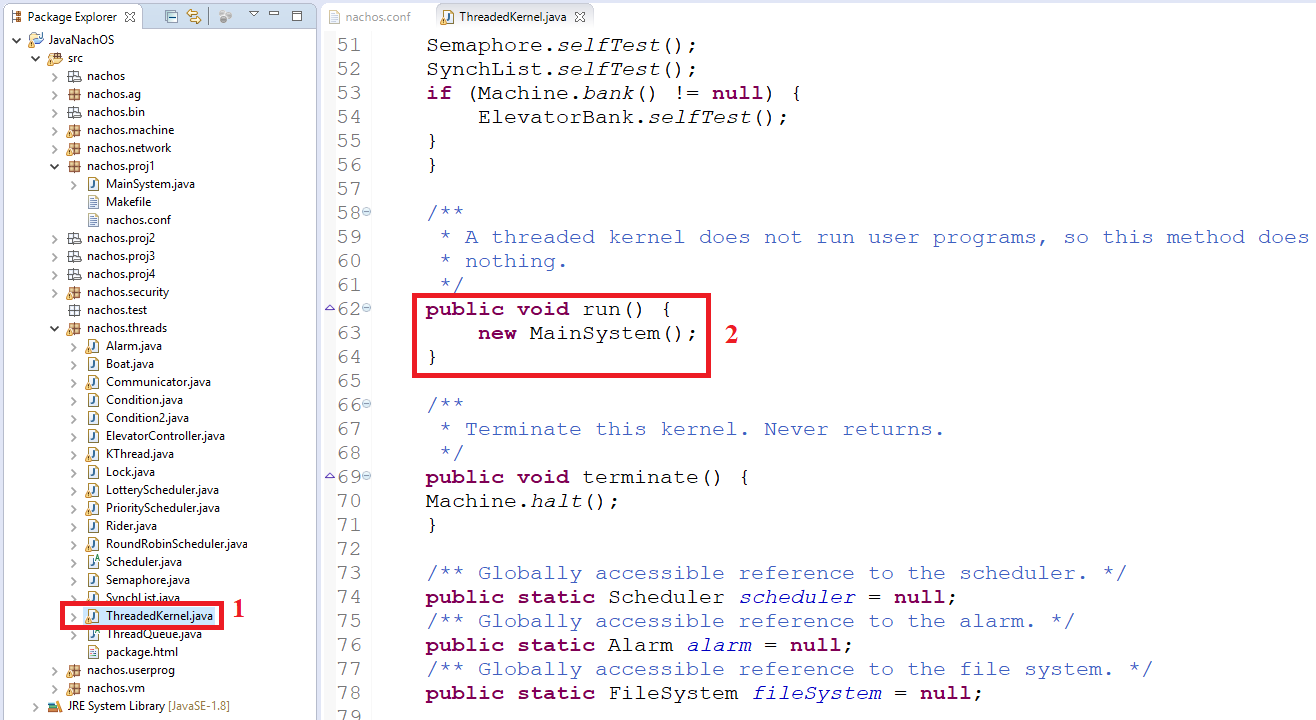 Package Explorer
JavaNachOS
src
nachos
nachos.ag
nachos.bin
nachos.machine
nachos.network
nachos.proj1
MainSystem.java
Makefile
nachos.conf
nachos.proj2
nachos.proj3
nachos.proj4
nachos.security
nachos.test
nachos.threads
Alarm.java
Boat.java
Communicator.java
Condition.java
Condition2.java
ElevatorController.java
KThread.java
Lock.java
LotteryScheduler.java
PriorityScheduler.java
Rider.java
RoundRobinScheduler.java
Scheduler.java
Semaphore.java
SynchList.java
ThreadedKernel.java 1
ThreadQueue.java
package.html
nachos.userprog
nachos.vm
JRE System Library [JavaSE-1.8]
nachos.conf ThreadedKernel.java
51 Semaphore.selfTest();
52 SynchList.selfTest();
53 if (Machine.bank() != null) {
54 ElevatorBank.selfTest();
55 }
56 }
57
58 /**
59 * A threaded kernel does not run user programs, so this method does
60 * nothing.
61 */
62 public void run() {
63 new MainSystem(); 2
64 }
65
66 /**
67 * Terminate this kernel. Never returns.
68 */
69 public void terminate() {
70 Machine.halt();
71 }
72
73 /** Globally accessible reference to the scheduler. */
74 public static Scheduler scheduler = null;
75 /** Globally accessible reference to the alarm. */
76 public static Alarm alarm = null;
77 /** Globally accessible reference to the file system. */
78 public static FileSystem fileSystem = null;
79